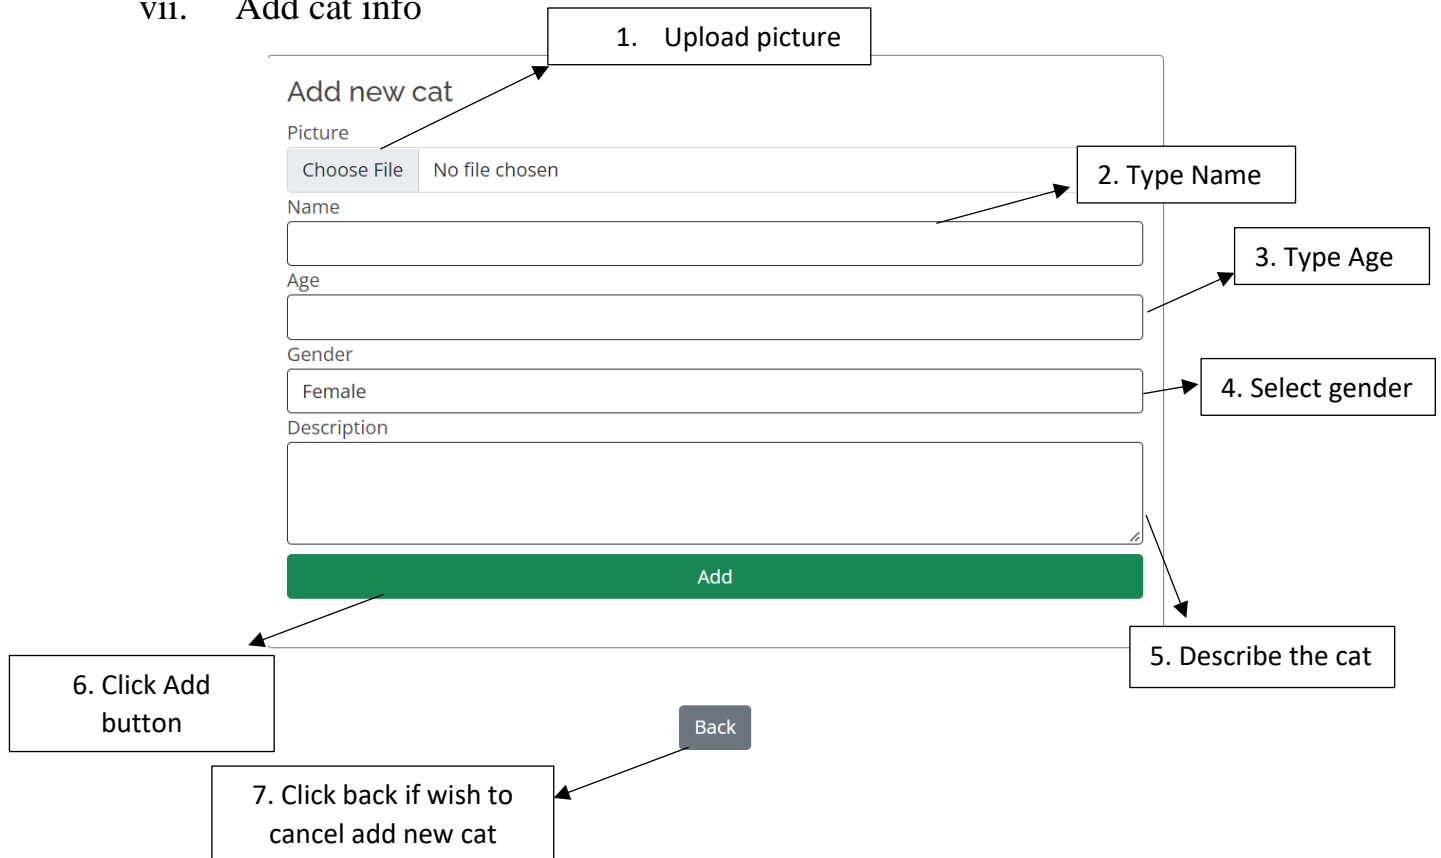 vii. Add cat info
1. Upload picture
Add new cat
Picture
Choose File No file chosen
2. Type Name
Name
3. Type Age
Age
Gender
Female
4. Select gender
Description
Add
5. Describe the cat
6. Click Add
button
Back
7. Click back if wish to
cancel add new cat